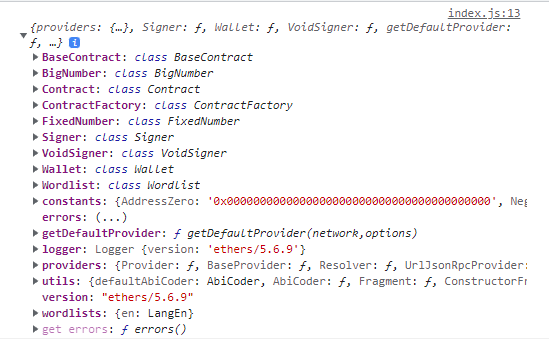 index.js:13
{providers: {…}, Signer: ƒ, Wallet: ƒ, VoidSigner: ƒ, getDefaultProvider:
ƒ, …} i
BaseContract: class BaseContract
BigNumber: class BigNumber
Contract: class Contract
ContractFactory: class ContractFactory
FixedNumber: class FixedNumber
Signer: class Signer
VoidSigner: class VoidSigner
Wallet: class Wallet
Wordlist: class WordList
constants: {AddressZero: '0x0000000000000000000000000000000000000000', Neg
errors: (...)
getDefaultProvider: ƒ getDefaultProvider(network,options)
logger: Logger {version: 'ethers/5.6.9'}
providers: {Provider: ƒ, BaseProvider: ƒ, Resolver: ƒ, UrlJsonRpcProvider:
utils: {defaultAbiCoder: AbiCoder, AbiCoder: ƒ, Fragment: ƒ, ConstructorFr
version: "ethers/5.6.9"
wordlists: {en: LangEn}
get errors: ƒ errors()